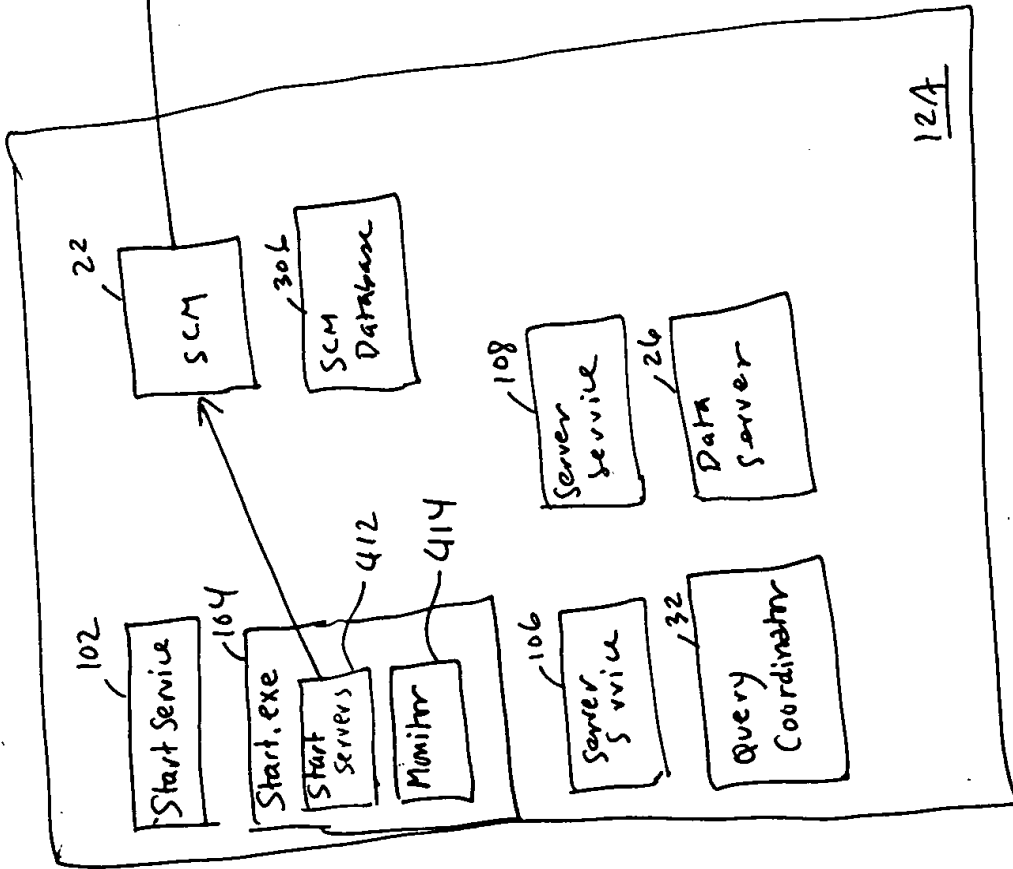 102
Start Service
104
Start.exe
Start
Servers
412
Monitor
414
22
SCM
306
SCM
Database
106
Server
S rvice
32
Query
Coordinator
108
Server
Service
26
Data
Server
12A